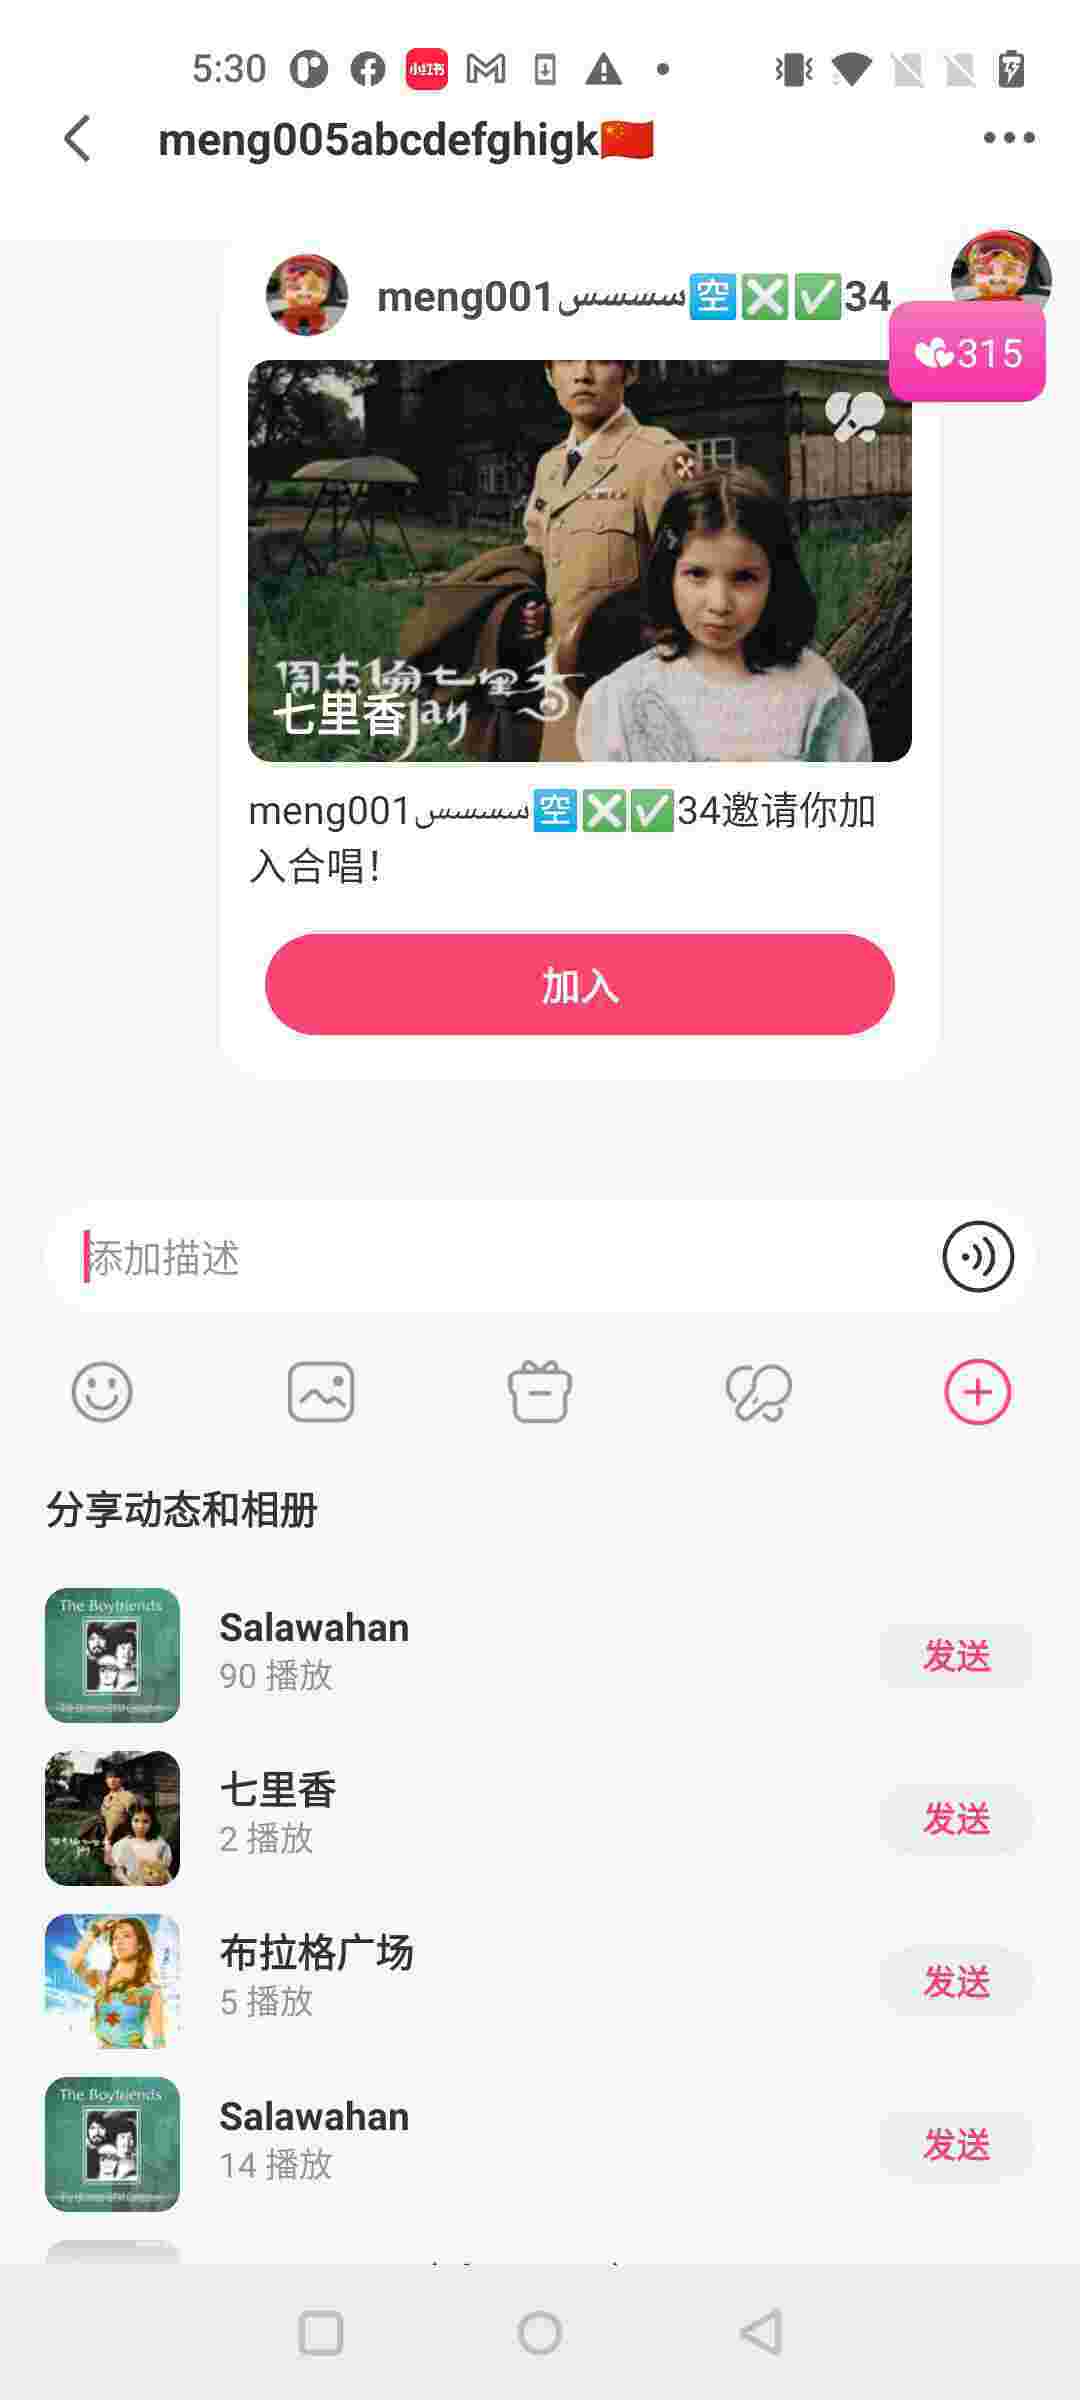 5:30
小红书
meng005abcdefghigk🇨🇳
meng001سسسس🈳❎✅34
315
周杰倫七里香
Jay
七里香
meng001سسسس🈳❎✅34邀请你加
入合唱！
加入
添加描述
分享动态和相册
The Boyfriends
Salawahan
90 播放
发送
七里香
2 播放
发送
布拉格广场
5 播放
发送
The Boyfriends
Salawahan
14 播放
发送